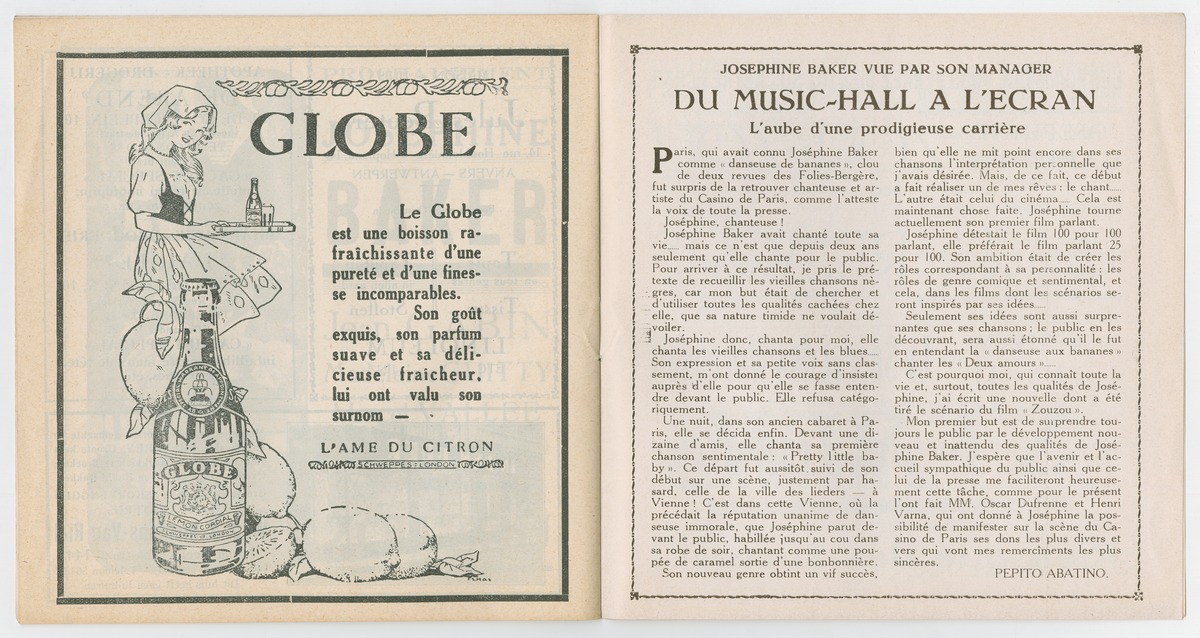 GLOBE
Le Globe
est une boisson ra-
fraîchissante d'une
pureté et d'une fines-
se incomparables.
Son goût
exquis, son parfum
suave et sa déli-
cieuse fraîcheur,
lui ont valu son
surnom —
L'AME DU CITRON
SCHWEPPES - LONDON
GLOBE
LEMON CORDIAL
JOSEPHINE BAKER VUE PAR SON MANAGER
DU MUSIC-HALL A L'ECRAN
L'aube d'une prodigieuse carrière
Paris, qui avait connu Joséphine Baker
comme « danseuse de bananes », clou
de deux revues des Folies-Bergère,
fut surpris de la retrouver chanteuse et ar-
tiste du Casino de Paris, comme l'atteste
la voix de toute la presse.
Joséphine, chanteuse !
Joséphine Baker avait chanté toute sa
vie..... mais ce n'est que depuis deux ans
seulement qu'elle chante pour le public.
Pour arriver à ce résultat, je pris le pré-
texte de recueillir les vieilles chansons nè-
gres, car mon but était de chercher et
d'utiliser toutes les qualités cachées chez
elle, que sa nature timide ne voulait dé-
voiler.
Joséphine donc, chanta pour moi, elle
chanta les vieilles chansons et les blues.....
Son expression et sa petite voix sans clas-
sement, m'ont donné le courage d'insister
auprès d'elle pour qu'elle se fasse enten-
dre devant le public. Elle refusa catégo-
riquement.
Une nuit, dans son ancien cabaret à Pa-
ris, elle se décida enfin. Devant une di-
zaine d'amis, elle chanta sa première
chanson sentimentale : « Pretty little ba-
by ». Ce départ fut aussitôt suivi de son
début sur une scène, justement par ha-
sard, celle de la ville des lieders — à
Vienne ! C'est dans cette Vienne, où la
précédait la réputation unanime de dan-
seuse immorale, que Joséphine parut de-
vant le public, habillée jusqu'au cou dans
sa robe de soir, chantant comme une pou-
pée de caramel sortie d'une bonbonnière.
Son nouveau genre obtint un vif succès,
bien qu'elle ne mit point encore dans ses
chansons l'interprétation personnelle que
j'avais désirée. Mais, de ce fait, ce début
a fait réaliser un de mes rêves : le chant.....
L'autre était celui du cinéma..... Cela est
maintenant chose faite. Joséphine tourne
actuellement son premier film parlant.
Joséphine détestait le film 100 pour 100
parlant, elle préférait le film parlant 25
pour 100. Son ambition était de créer les
rôles correspondant à sa personnalité : les
rôles de genre comique et sentimental, et
cela, dans les films dont les scénarios se-
ront inspirés par ses idées.....
Seulement ses idées sont aussi surpre-
nantes que ses chansons ; le public en les
découvrant, sera aussi étonné qu'il le fut
en entendant la « danseuse aux bananes »
chanter les « Deux amours ».....
C'est pourquoi moi, qui connaît toute la
vie et, surtout, toutes les qualités de José-
phine, j'ai écrit une nouvelle dont a été
tiré le scénario du film « Zouzou ».
Mon premier but est de surprendre tou-
jours le public par le développement nou-
veau et inattendu des qualités de José-
phine Baker. J'espère que l'avenir et l'ac-
cueil sympathique du public ainsi que ce-
lui de la presse me faciliteront heureuse-
ment cette tâche, comme pour le présent
l'ont fait MM. Oscar Dufrenne et Henri
Varna, qui ont donné à Joséphine la pos-
sibilité de manifester sur la scène du Ca-
sino de Paris ses dons les plus divers et
vers qui vont mes remercîments les plus
sincères.
PEPITO ABATINO.